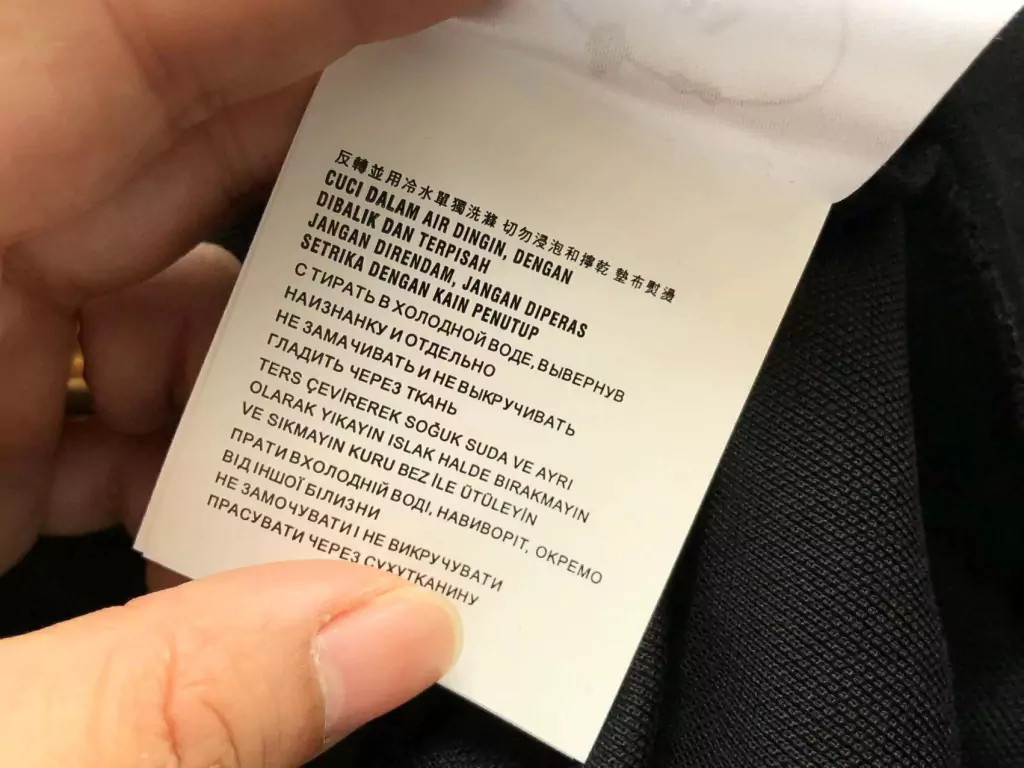 反轉並用冷水單獨洗滌 切勿浸泡和擰乾 墊布熨燙
CUCI DALAM AIR DINGIN, DENGAN
DIBALIK DAN TERPISAH
JANGAN DIRENDAM, JANGAN DIPERAS
SETRIKA DENGAN KAIN PENUTUP
С ТИРАТЬ В ХОЛОДНОЙ ВОДЕ, ВЫВЕРНУВ
НАИЗНАНКУ И ОТДЕЛЬНО
НЕ ЗАМАЧИВАТЬ И НЕ ВЫКРУЧИВАТЬ
ГЛАДИТЬ ЧЕРЕЗ ТКАНЬ
TERS ÇEVİREREK SOĞUK SUDA VE AYRI
OLARAK YIKAYIN ISLAK HALDE BIRAKMAYIN
VE SIKMAYIN KURU BEZ İLE ÜTÜLEYİN
ПРАТИ ВХОЛОДНІЙ ВОДІ, НАВИВОРІТ, ОКРЕМО
ВІД ІНШОЇ БІЛИЗНИ
НЕ ЗАМОЧУВАТИ І НЕ ВИКРУЧУВАТИ
ПРАСУВАТИ ЧЕРЕЗ СУХУТКАНИНУ